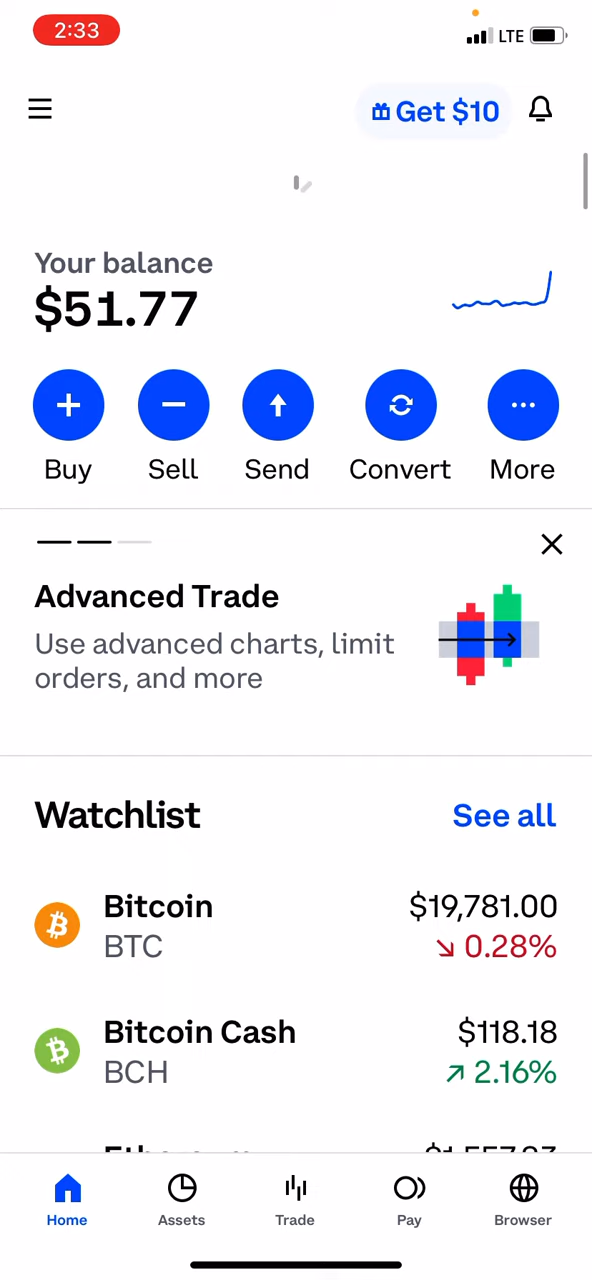 2:33
LTE
Get $10
Your balance
$51.77
Buy Sell Send Convert More
Advanced Trade
Use advanced charts, limit
orders, and more
Watchlist See all
Bitcoin $19,781.00
BTC ↘ 0.28%
Bitcoin Cash $118.18
BCH ↗ 2.16%
Home Assets Trade Pay Browser